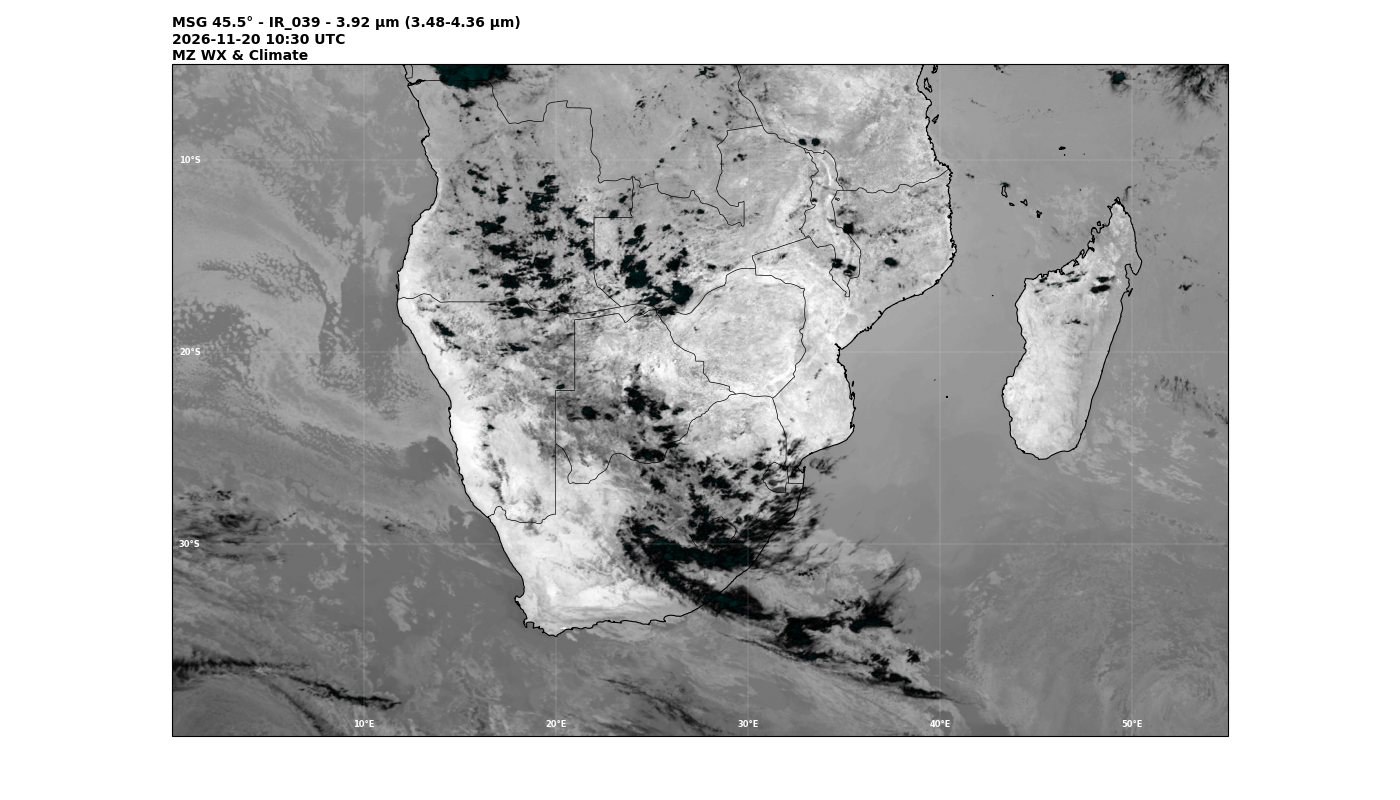 MSG 45.5° - IR_039 - 3.92 µm (3.48-4.36 µm)
2026-11-20 10:30 UTC
MZ WX & Climate
10°S
20°S
30°S
10°E
20°E
30°E
40°E
50°E